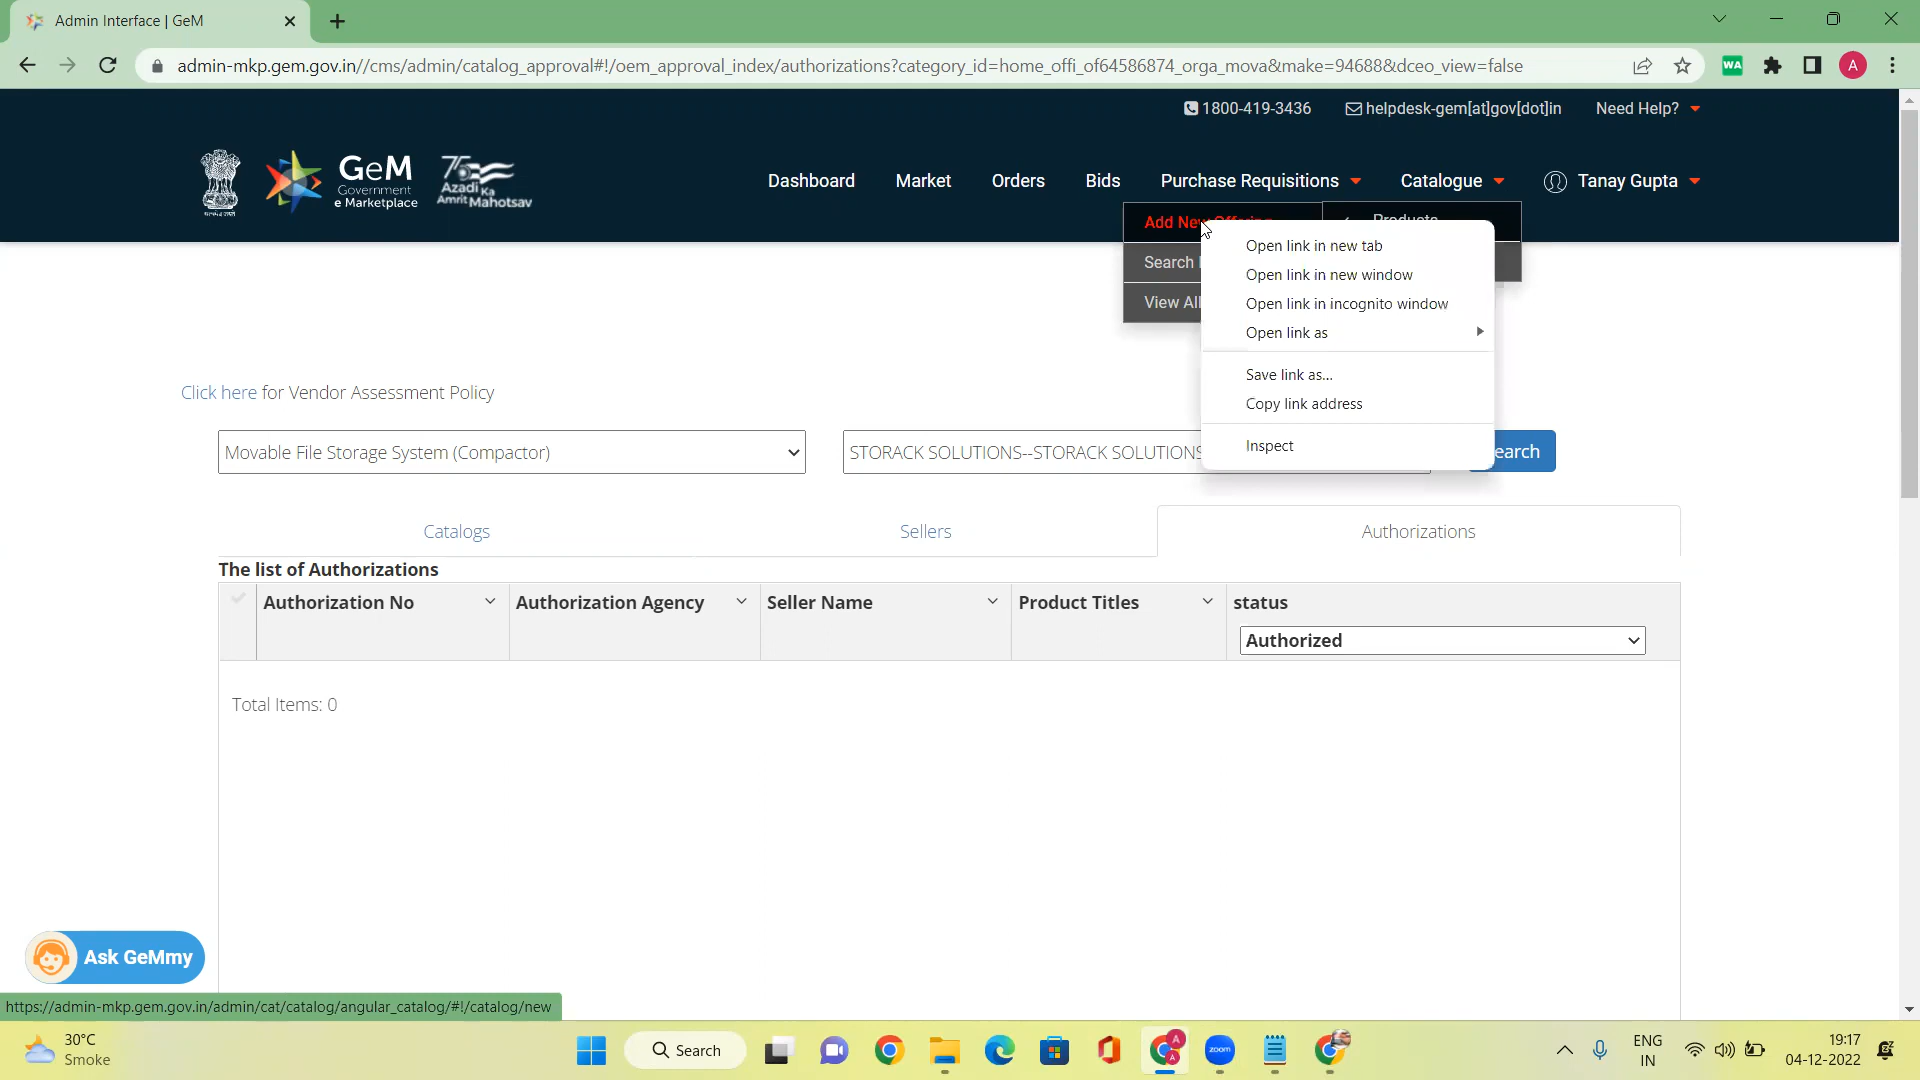 Admin Interface | GeM
admin-mkp.gem.gov.in//cms/admin/catalog_approval#!/oem_approval_index/authorizations?category_id=home_offi_of64586874_orga_mova&make=94688&dceo_view=false
WA
A
1800-419-3436
helpdesk-gem[at]gov[dot]in
Need Help?
GeM
Government
e Marketplace
75
Azadi
Ka
Amrit Mahotsav
Dashboard
Market
Orders
Bids
Purchase Requisitions
Catalogue
Tanay Gupta
Add New Offering
Products
Search
View All
Open link in new tab
Open link in new window
Open link in incognito window
Open link as
Save link as...
Copy link address
Inspect
Click here for Vendor Assessment Policy
Movable File Storage System (Compactor)
STORACK SOLUTIONS--STORACK SOLUTIONS
earch
Catalogs
Sellers
Authorizations
The list of Authorizations
Authorization No
Authorization Agency
Seller Name
Product Titles
status
Authorized
Total Items: 0
Ask GeMmy
https://admin-mkp.gem.gov.in/admin/cat/catalog/angular_catalog/#!/catalog/new
30°C
Smoke
Search
A
A
zoom
ENG
IN
19:17
04-12-2022